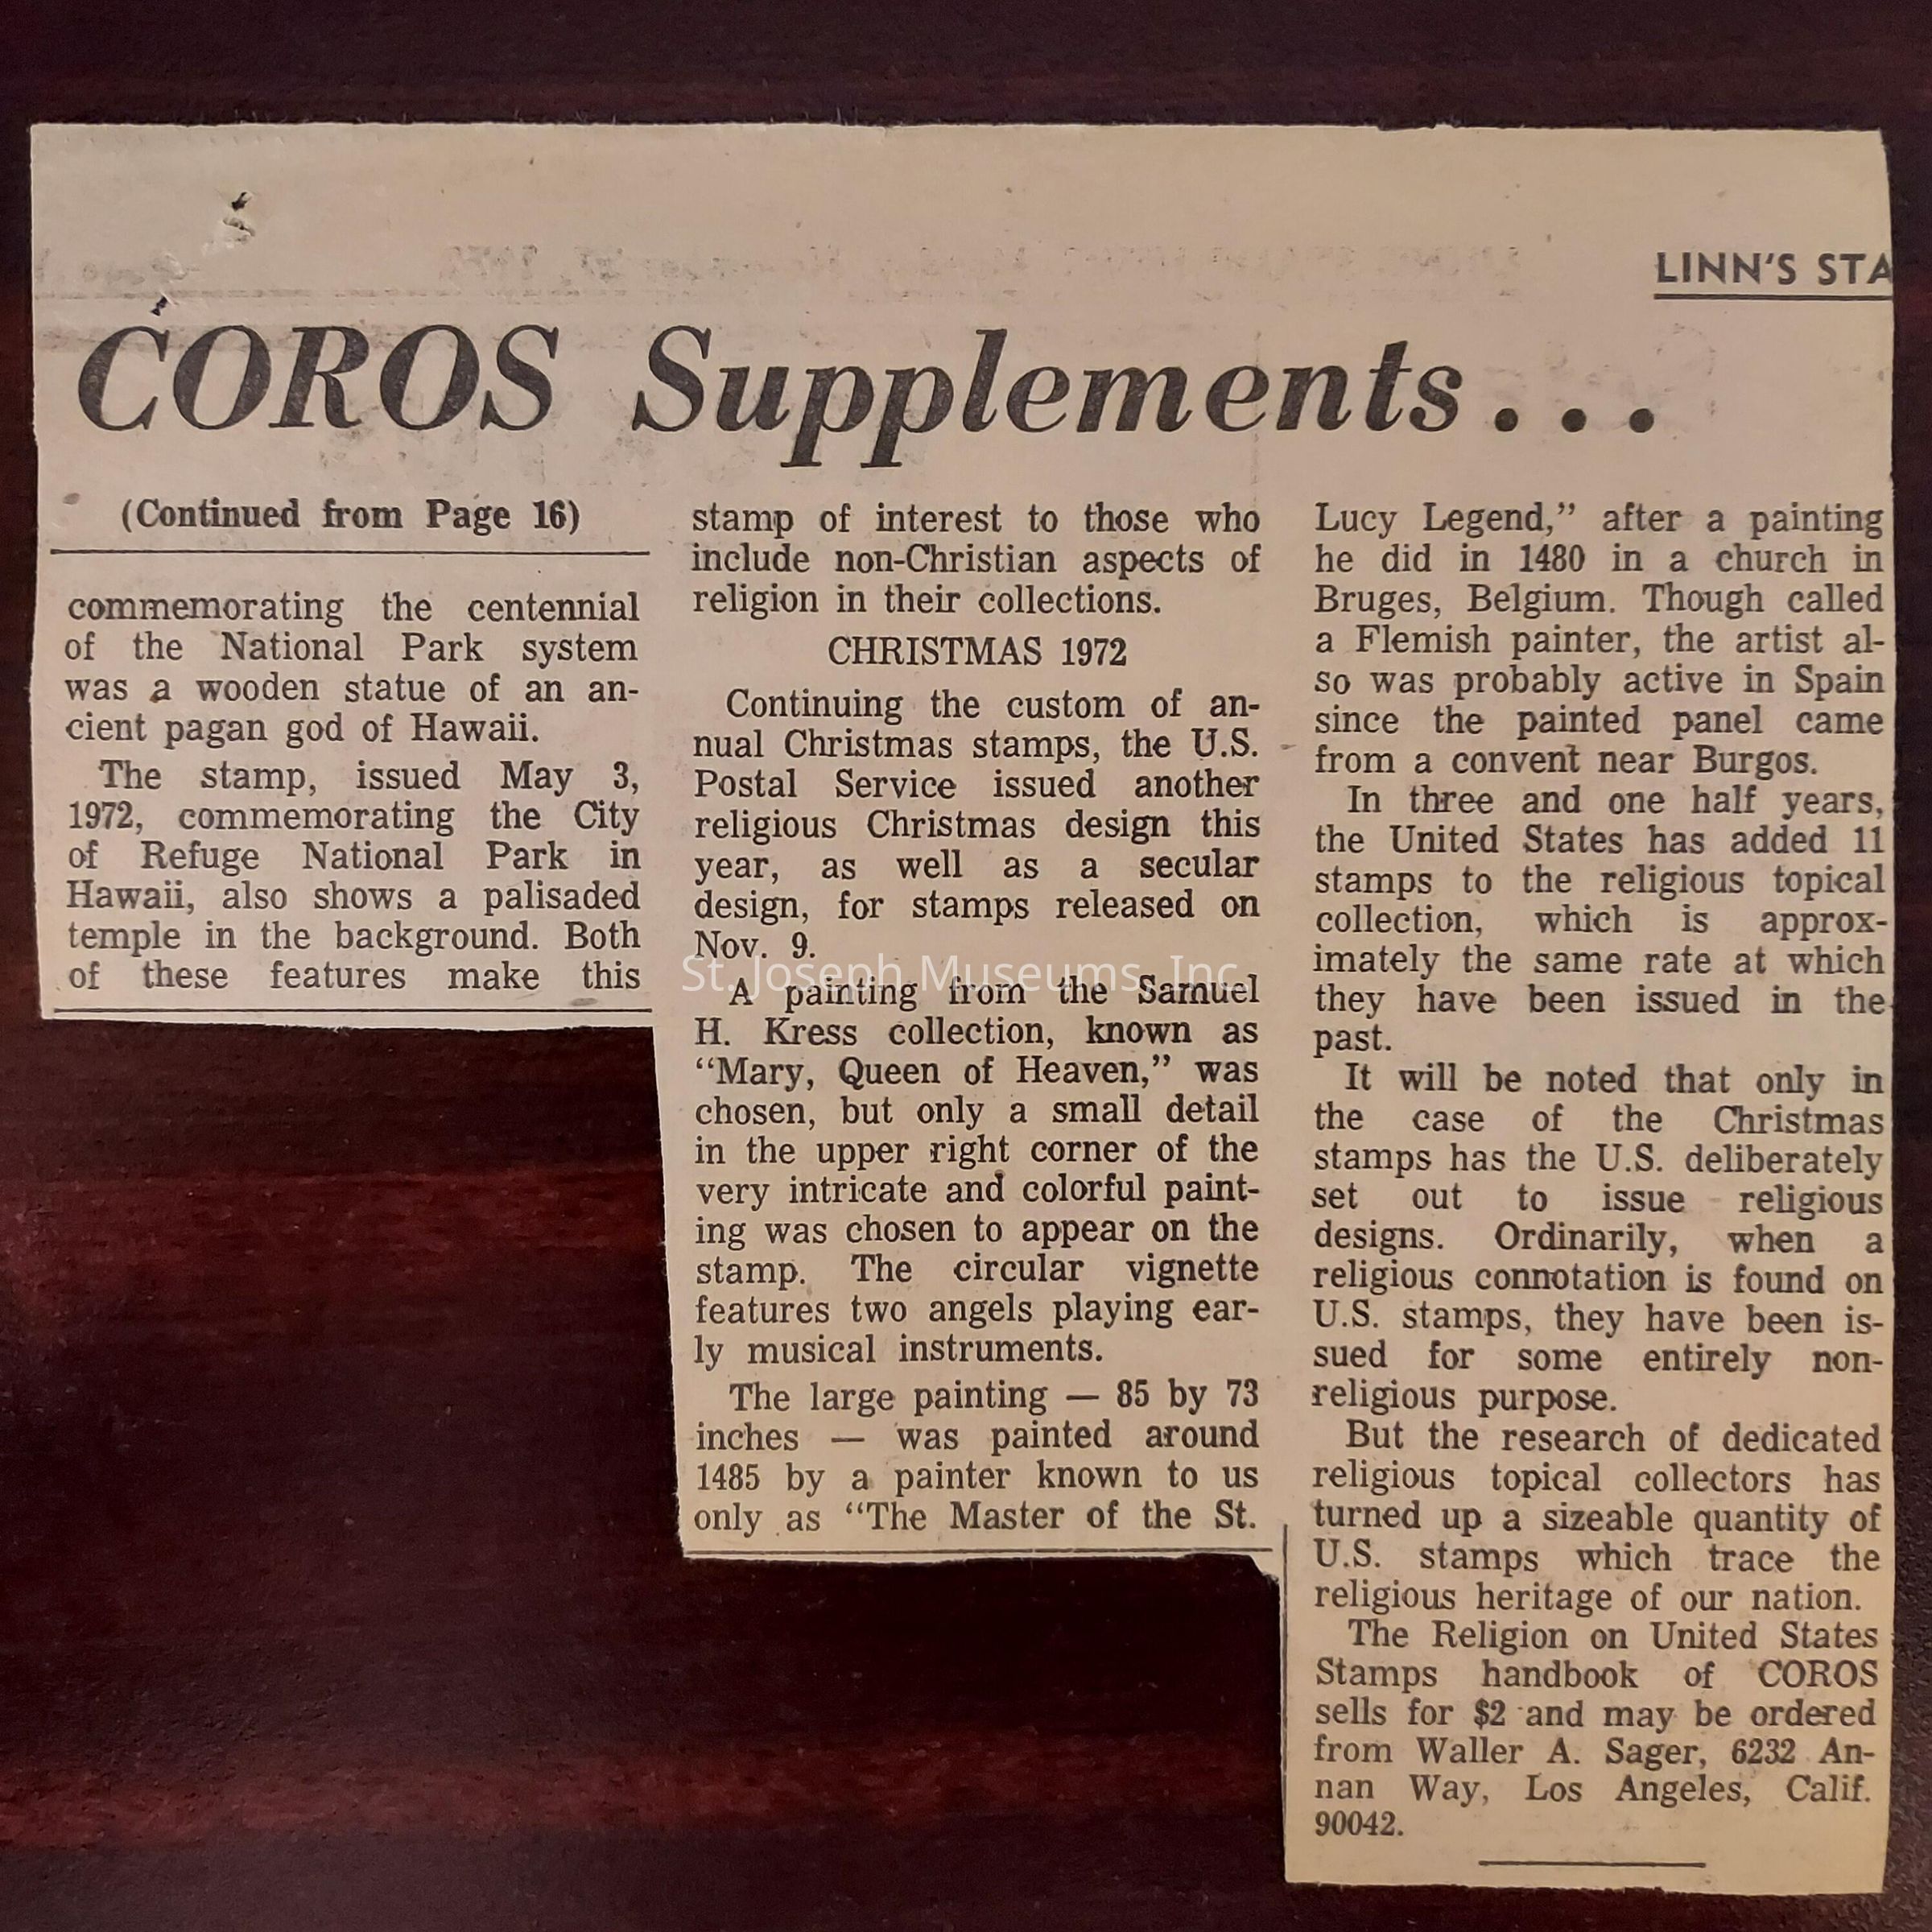 LINN'S STA
COROS Supplements...
(Continued from Page 16)
commemorating the centennial
of the National Park system
was a wooden statue of an an-
cient pagan god of Hawaii.
The stamp, issued May 3,
1972, commemorating the City
of Refuge National Park in
Hawaii, also shows a palisaded
temple in the background. Both
of these features make this
stamp of interest to those who
include non-Christian aspects of
religion in their collections.
CHRISTMAS 1972
Continuing the custom of an-
nual Christmas stamps, the U.S.
Postal Service issued another
religious Christmas design this
year, as well as a secular
design, for stamps released on
Nov. 9.
St. Joseph Museums, Inc.
A painting from the Samuel
H. Kress collection, known as
“Mary, Queen of Heaven,” was
chosen, but only a small detail
in the upper right corner of the
very intricate and colorful paint-
ing was chosen to appear on the
stamp. The circular vignette
features two angels playing ear-
ly musical instruments.
The large painting — 85 by 73
inches — was painted around
1485 by a painter known to us
only as “The Master of the St.
Lucy Legend,” after a painting
he did in 1480 in a church in
Bruges, Belgium. Though called
a Flemish painter, the artist al-
so was probably active in Spain
since the painted panel came
from a convent near Burgos.
In three and one half years,
the United States has added 11
stamps to the religious topical
collection, which is approx-
imately the same rate at which
they have been issued in the
past.
It will be noted that only in
the case of the Christmas
stamps has the U.S. deliberately
set out to issue religious
designs. Ordinarily, when a
religious connotation is found on
U.S. stamps, they have been is-
sued for some entirely non-
religious purpose.
But the research of dedicated
religious topical collectors has
turned up a sizeable quantity of
U.S. stamps which trace the
religious heritage of our nation.
The Religion on United States
Stamps handbook of COROS
sells for $2 and may be ordered
from Waller A. Sager, 6232 An-
nan Way, Los Angeles, Calif.
90042.